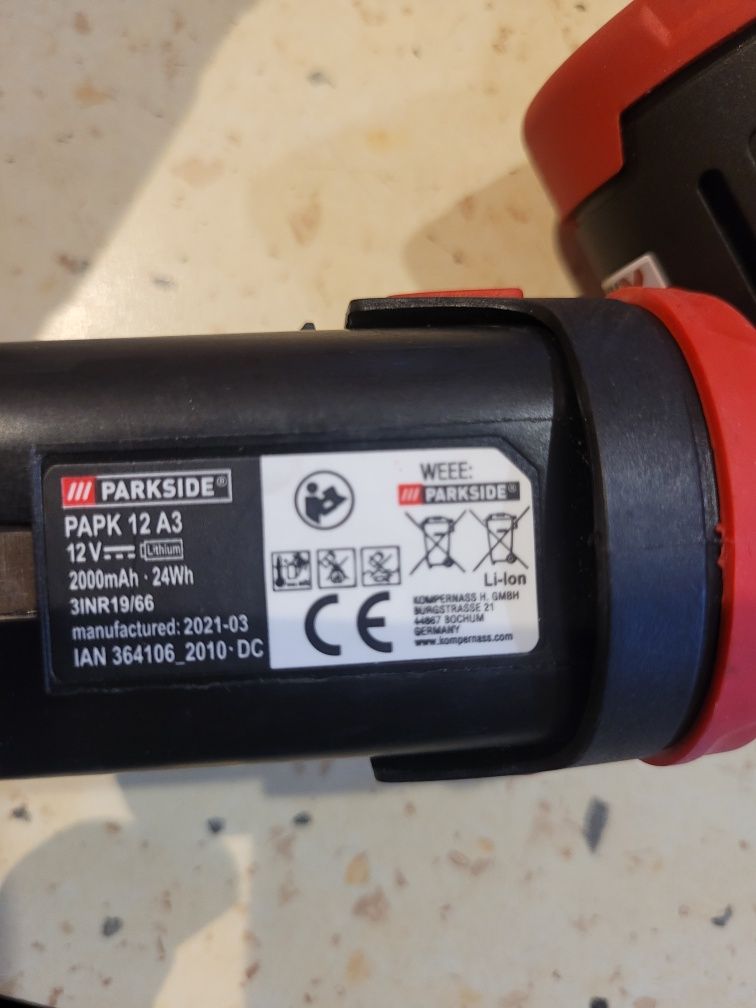 PARKSIDE®
PAPK 12 A3
12 V Lithium
2000mAh · 24Wh
3INR19/66
manufactured: 2021-03
IAN 364106_2010 · DC
CE
WEEE:
PARKSIDE®
Li-Ion
KOMPERNASS H. GMBH
BURGSTRASSE 21
44867 BOCHUM
GERMANY
www.kompernass.com